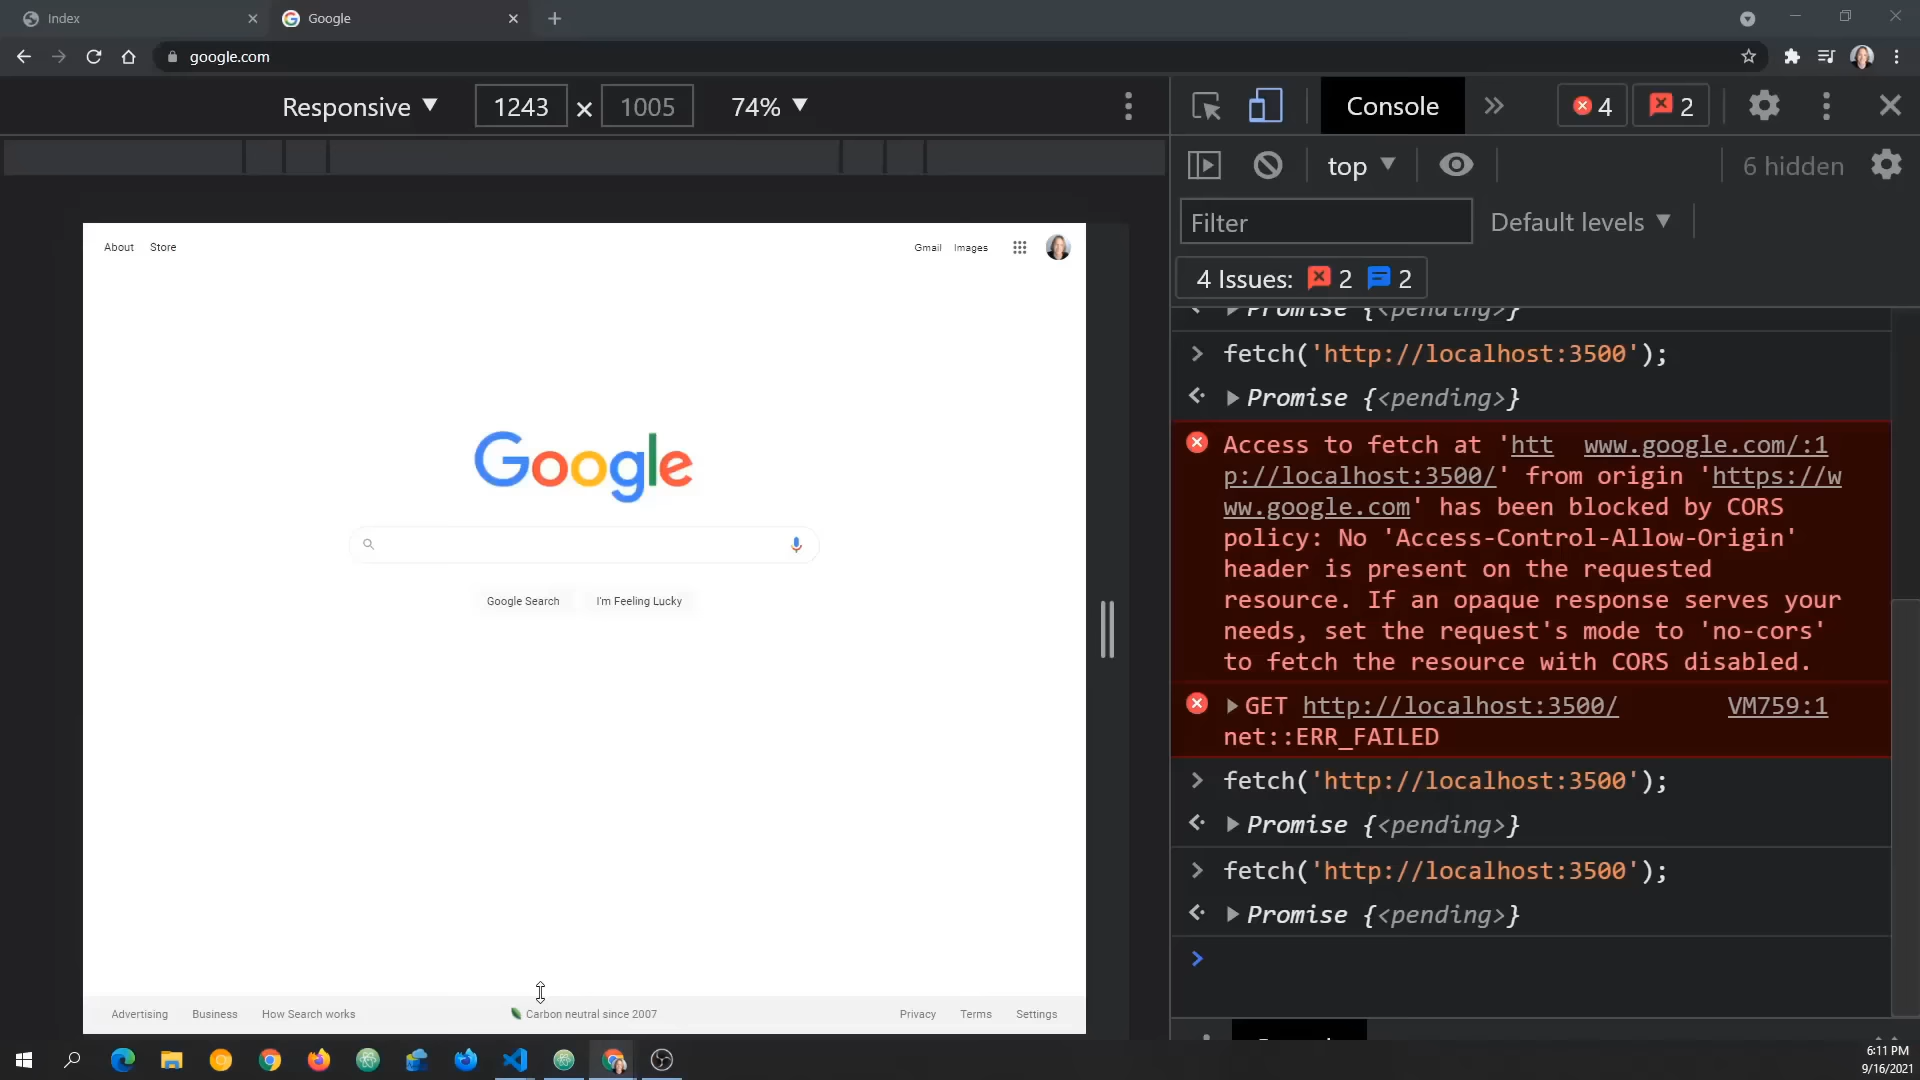 Index
Google
google.com
Responsive ▼ 1243 × 1005 74% ▼
Console » 4 2
top ▼ 6 hidden
Filter Default levels ▼
4 Issues: 2 2
About Store Gmail Images
Google
Google Search I'm Feeling Lucky
Advertising Business How Search works Carbon neutral since 2007 Privacy Terms Settings
Promise {<pending>}
fetch('http://localhost:3500');
Promise {<pending>}
Access to fetch at 'htt www.google.com/:1
p://localhost:3500/' from origin 'https://w
ww.google.com' has been blocked by CORS
policy: No 'Access-Control-Allow-Origin'
header is present on the requested
resource. If an opaque response serves your
needs, set the request's mode to 'no-cors'
to fetch the resource with CORS disabled.
GET http://localhost:3500/ VM759:1
net::ERR_FAILED
fetch('http://localhost:3500');
Promise {<pending>}
fetch('http://localhost:3500');
Promise {<pending>}
6:11 PM
9/16/2021